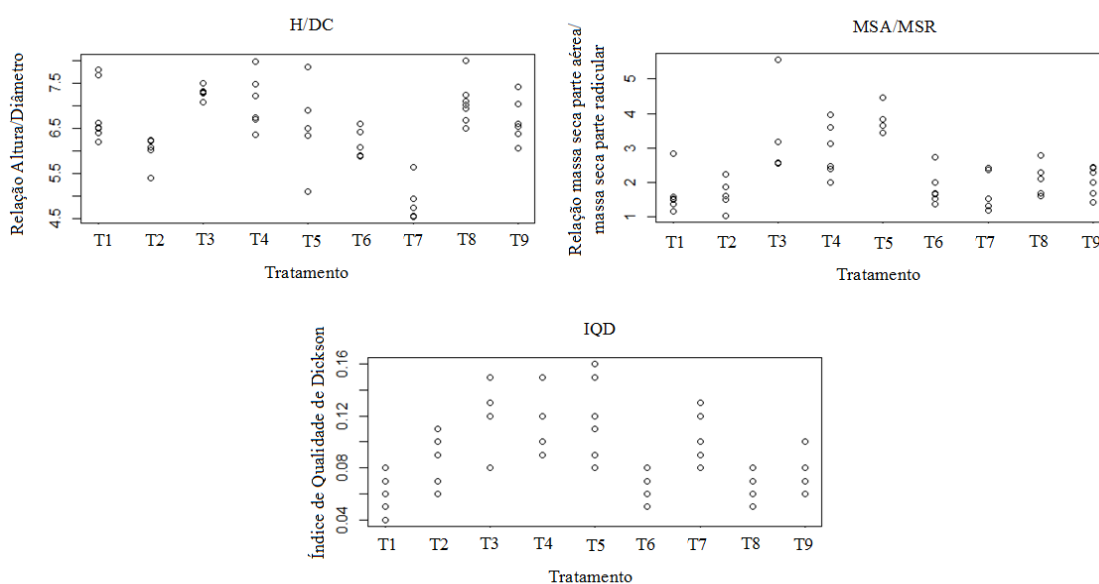 H/DC
Relação Altura/Diâmetro
7.5
6.5
5.5
4.5
T1 T2 T3 T4 T5 T6 T7 T8 T9
Tratamento
MSA/MSR
Relação massa seca parte aérea/
massa seca parte radicular
5
4
3
2
1
T1 T2 T3 T4 T5 T6 T7 T8 T9
Tratamento
IQD
Índice de Qualidade de Dickson
0.16
0.12
0.08
0.04
T1 T2 T3 T4 T5 T6 T7 T8 T9
Tratamento